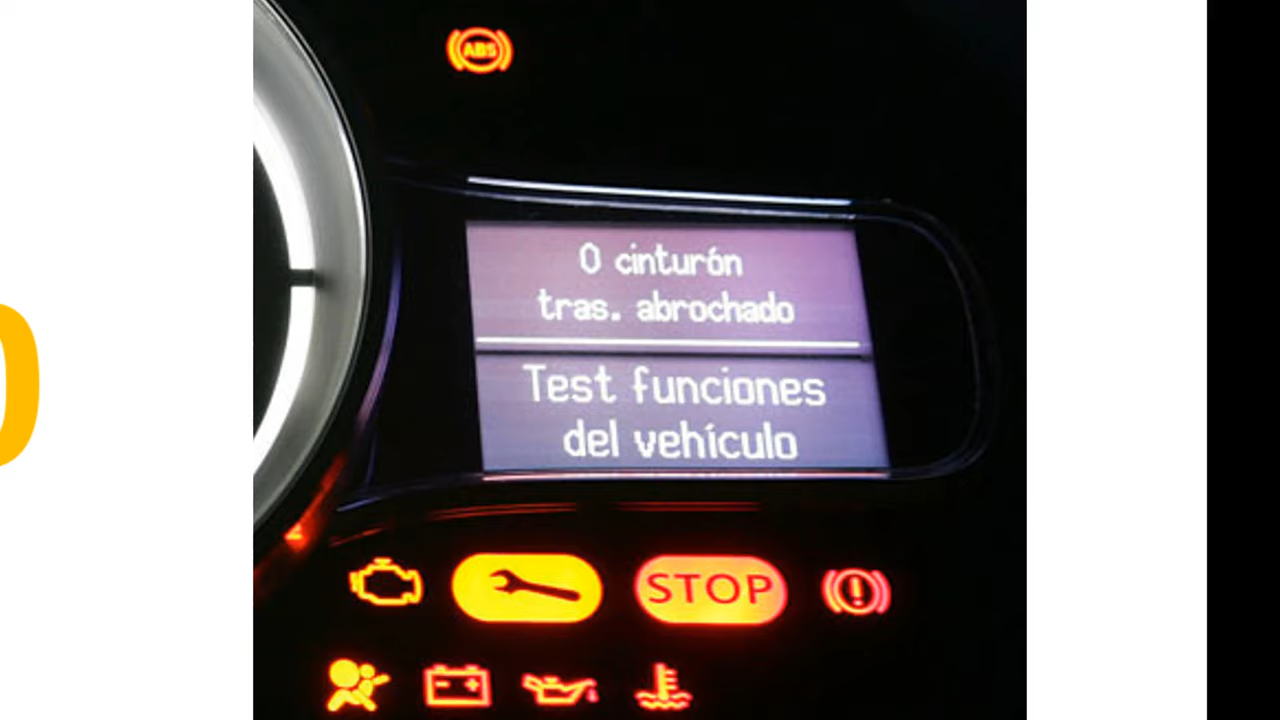 ABS
0 cinturón
tras. abrochado
Test funciones
del vehículo
STOP